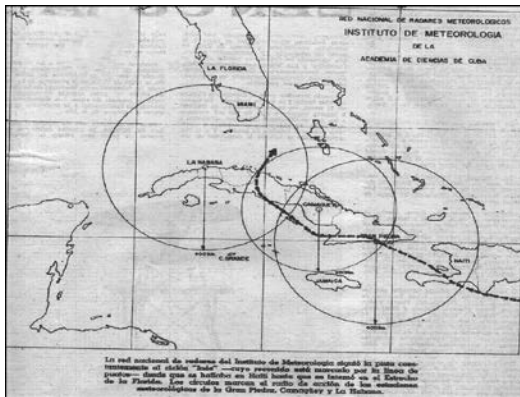 RED NACIONAL DE RADARES METEOROLOGICOS
INSTITUTO DE METEOROLOGIA
DE LA
ACADEMIA DE CIENCIAS DE CUBA
LA FLORIDA
MIAMI
LA HABANA
CAMAGUEY
GRAN PIEDRA
C. GRANDE
HAITI
JAMAICA
La red nacional de radares del Instituto de Meteorología siguió la pista cons-
tantemente al ciclón "Inés" —cuyo recorrido está marcado por la línea de
puntos— desde que se hallaba en Haití hasta que se internó en el Estrecho
de la Florida. Los círculos marcan el radio de acción de las estaciones
meteorológicas de la Gran Piedra, Camagüey y La Habana.